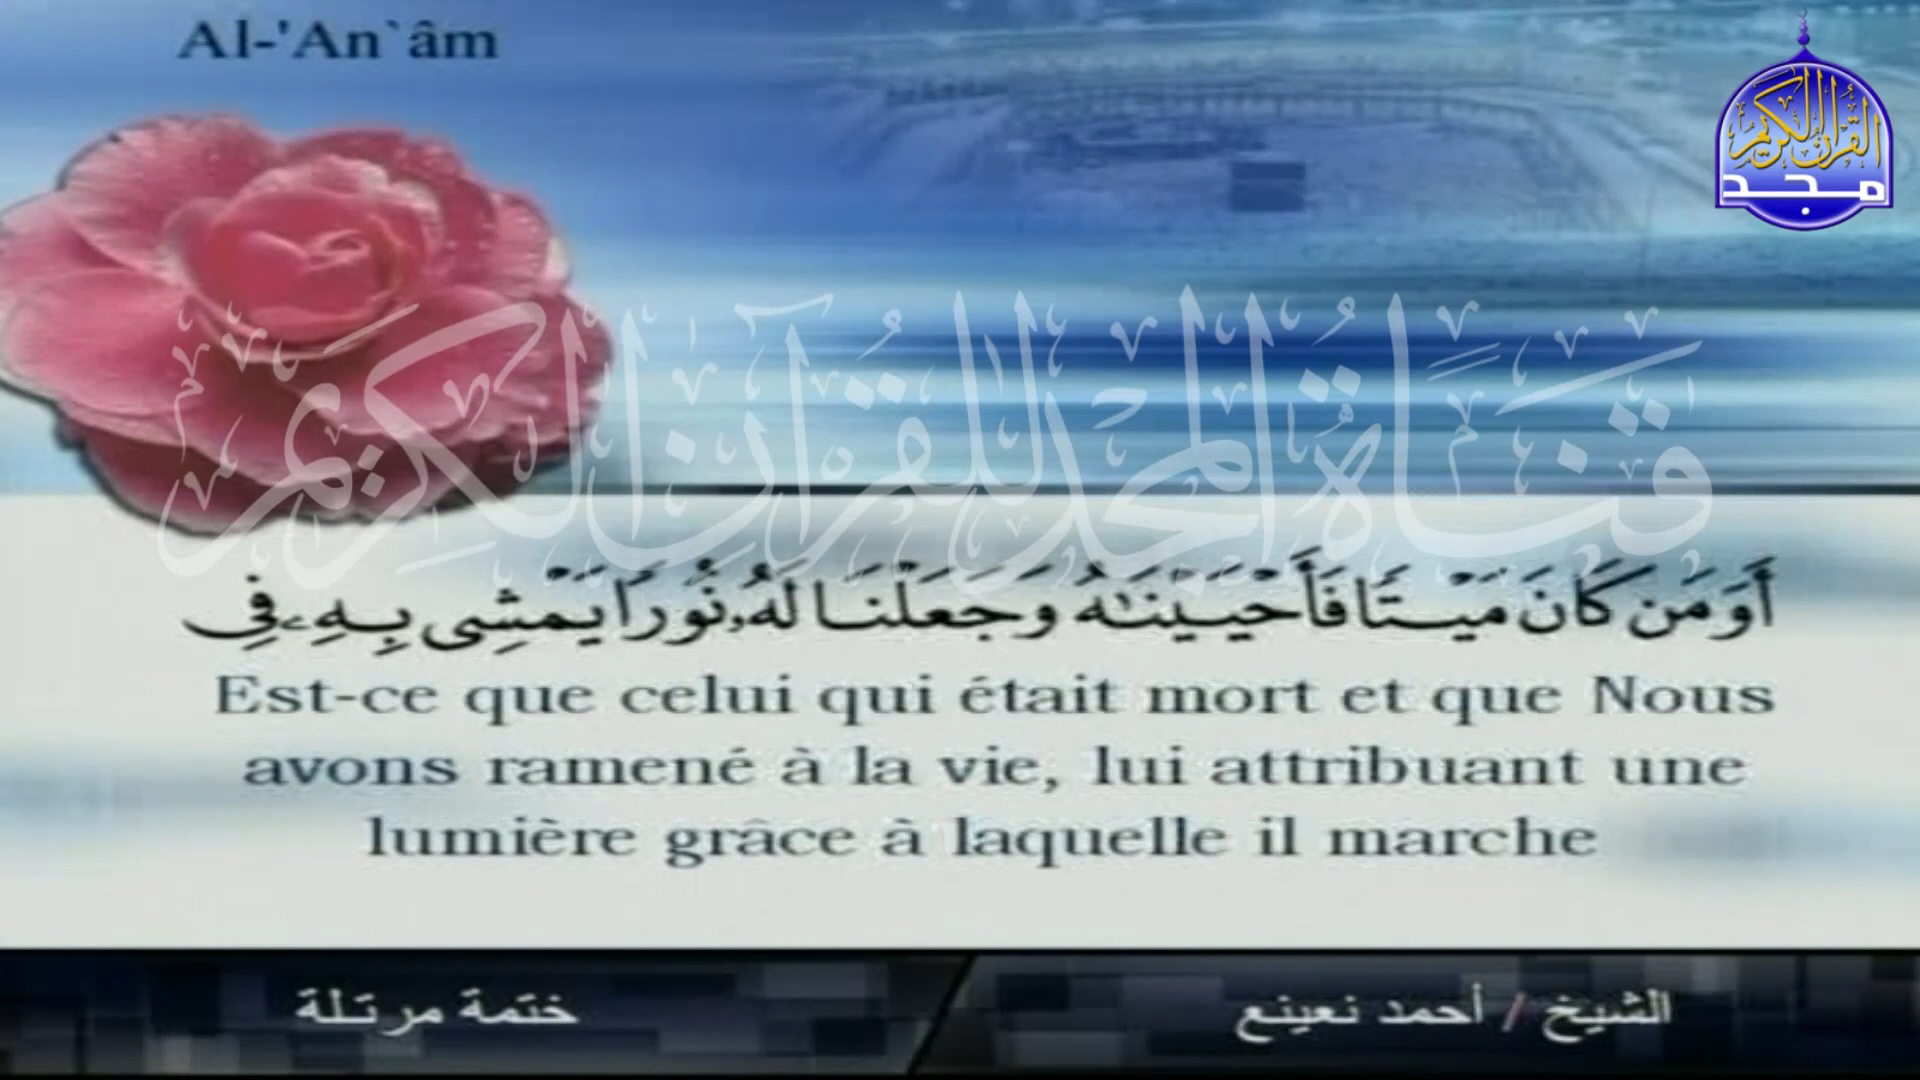 Al-'An`âm
القرآن الكريم
مجد
قناة المجد للقرآن الكريم
أَوَمَن كَانَ مَيْتًا فَأَحْيَيْنَٰهُ وَجَعَلْنَا لَهُۥ نُورًا يَمْشِى بِهِۦ فِى
Est-ce que celui qui était mort et que Nous
avons ramené à la vie, lui attribuant une
lumière grâce à laquelle il marche
الشيخ / أحمد نعينع
ختمة مرتلة